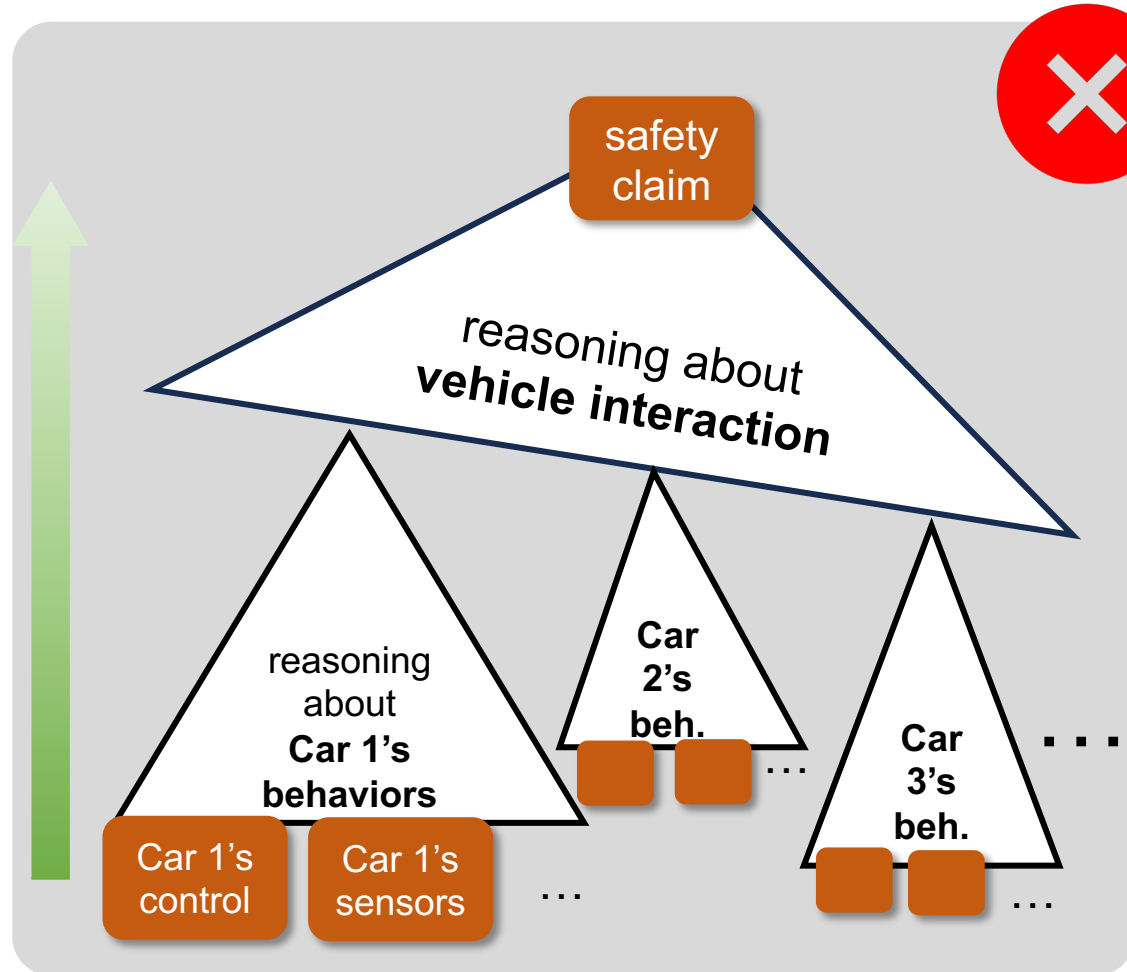 safety
claim
reasoning about
vehicle interaction
reasoning
about
Car 1's
behaviors
Car
2's
beh.
Car
3's
beh.
...
...
...
Car 1's
control
Car 1's
sensors
...